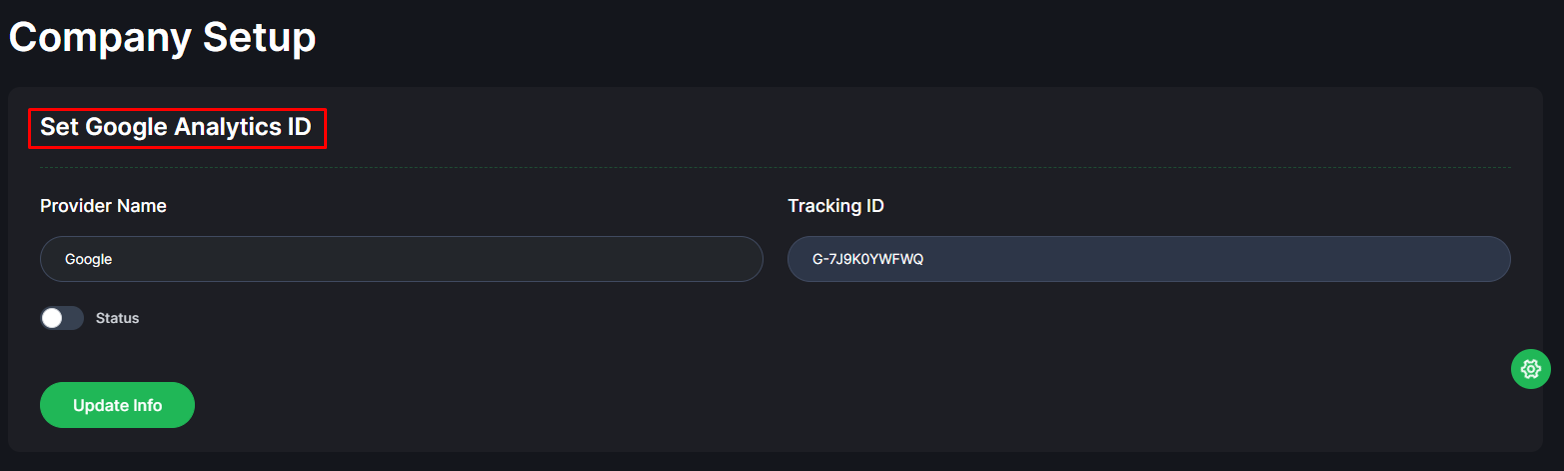 Company Setup
Set Google Analytics ID
Provider Name
Tracking ID
Google
G-7J9K0YWFWQ
Status
Update Info